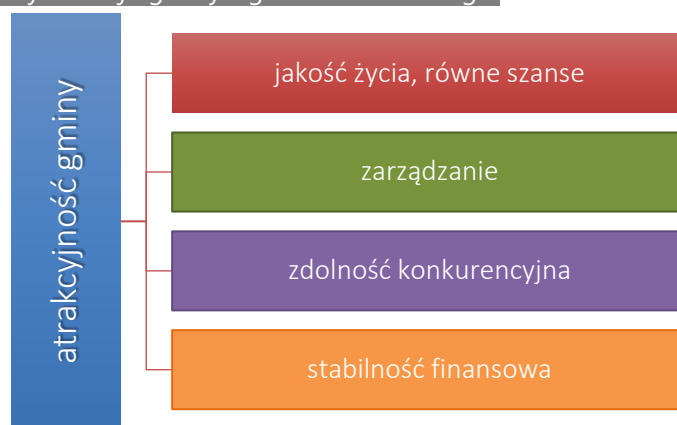 atrakcyjność gminy
jakość życia, równe szanse
zarządzanie
zdolność konkurencyjna
stabilność finansowa